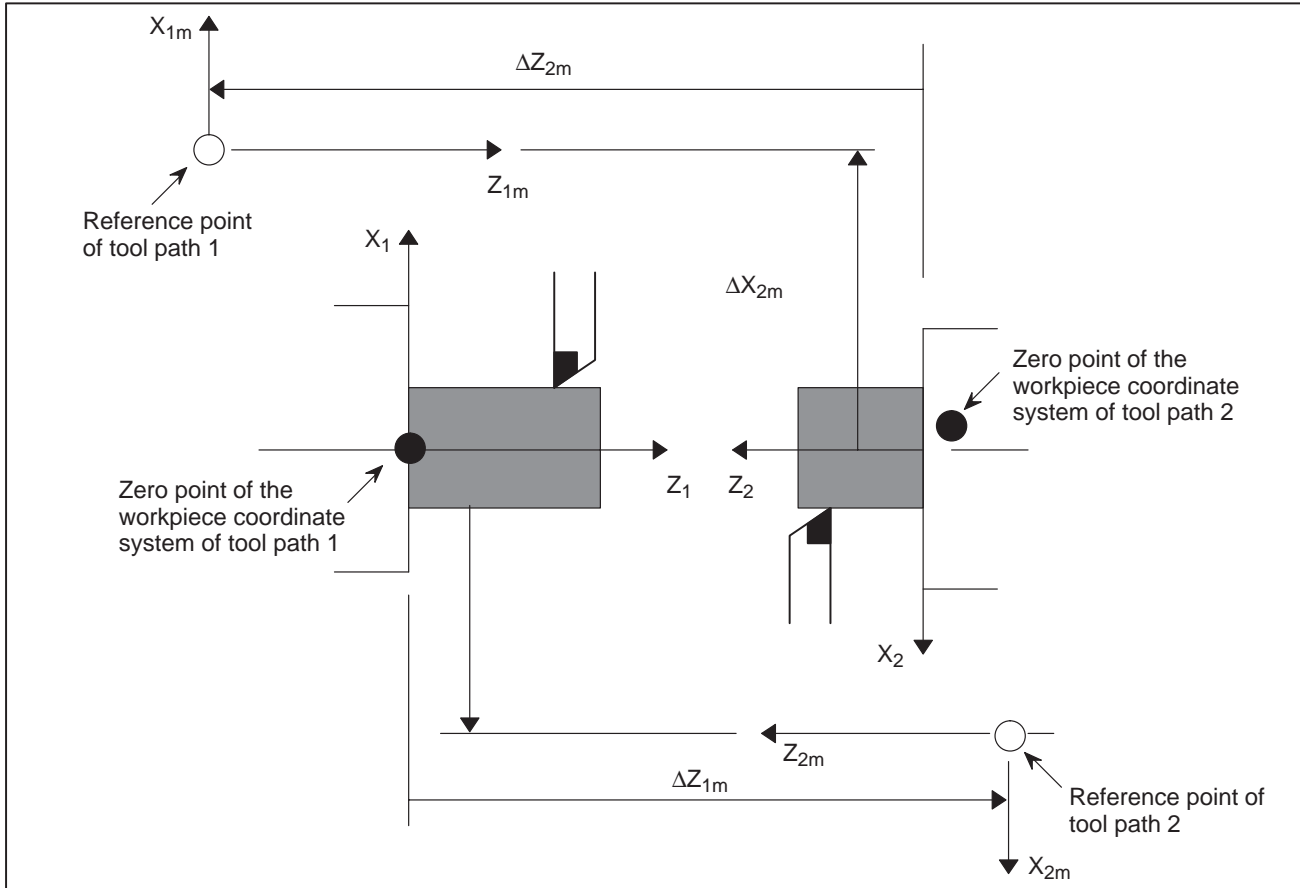 X1m
ΔZ2m
Z1m
Reference point
of tool path 1
X1
ΔX2m
Zero point of the
workpiece coordinate
system of tool path 2
Z1
Z2
Zero point of the
workpiece coordinate
system of tool path 1
X2
Z2m
ΔZ1m
Reference point of
tool path 2
X2m